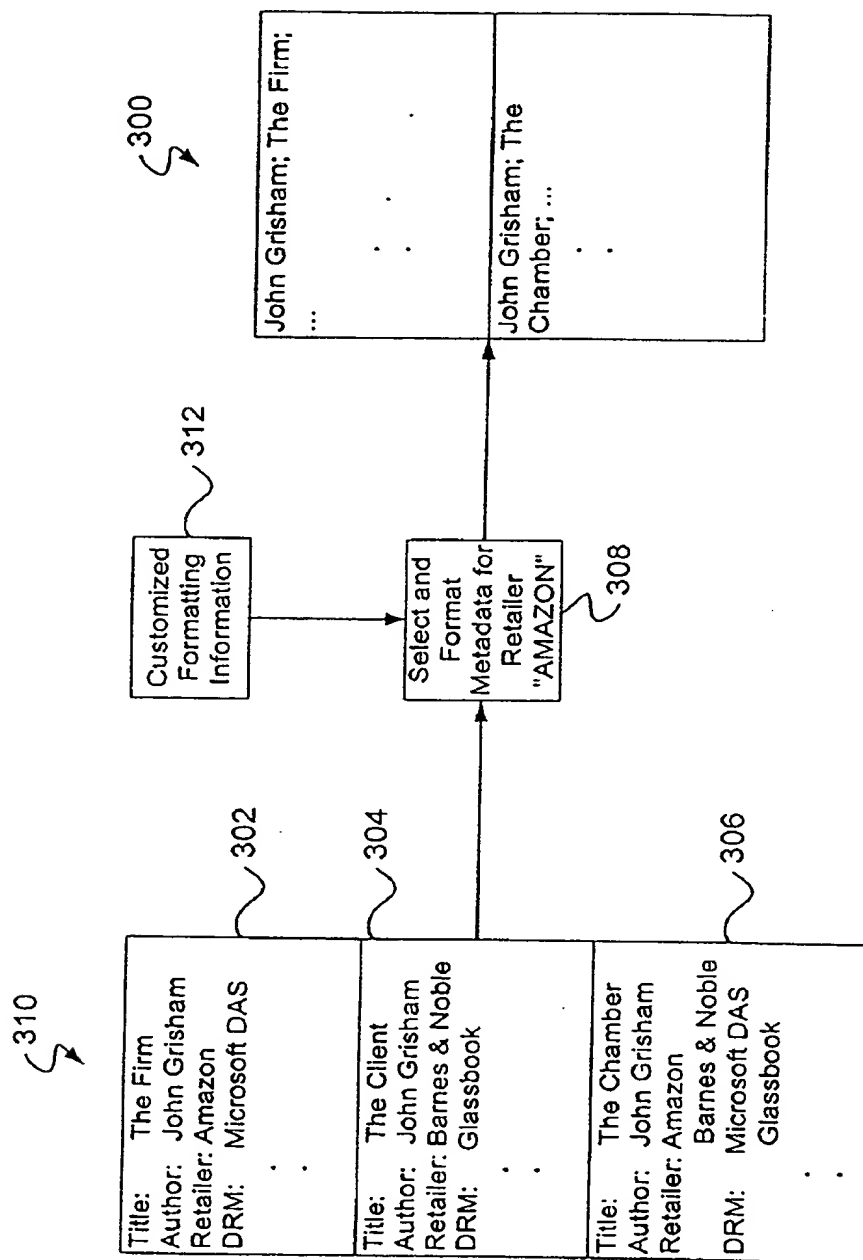 310
Title: The Firm
Author: John Grisham
Retailer: Amazon
DRM: Microsoft DAS
302
Title: The Client
Author: John Grisham
Retailer: Barnes & Noble
DRM: Glassbook
304
Title: The Chamber
Author: John Grisham
Retailer: Amazon
Barnes & Noble
DRM: Microsoft DAS
Glassbook
306
Customized
Formatting
Information
312
Select and
Format
Metadata for
Retailer
"AMAZON"
308
300
John Grisham; The Firm;
...
John Grisham; The
Chamber; ...